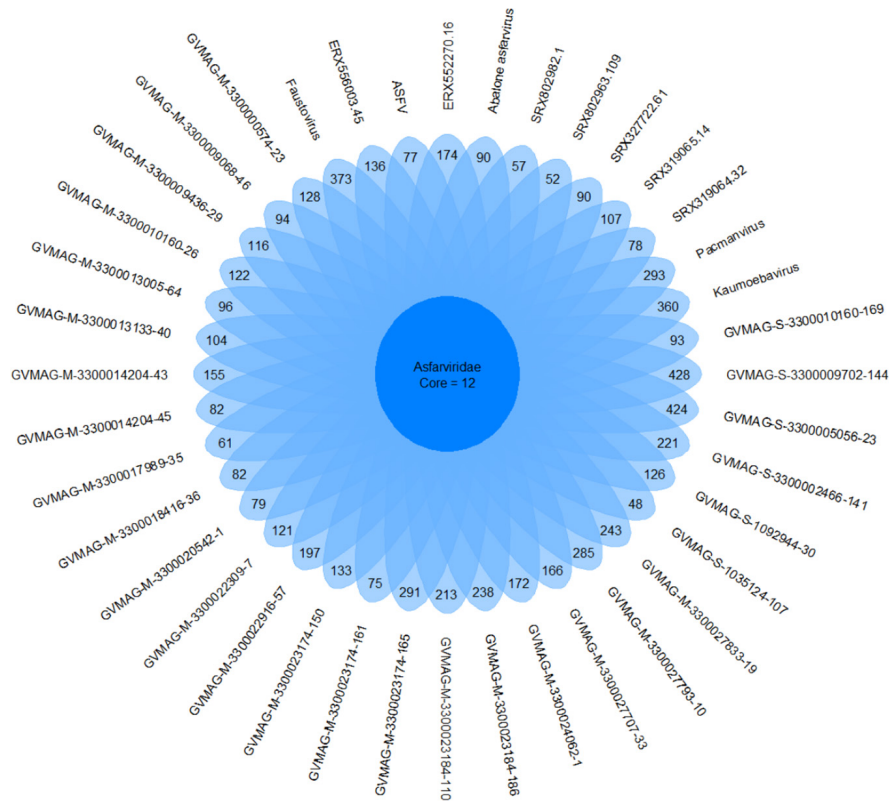 ERX552270.16
Abalone asfarvirus
SRX802982.1
SRX802963.109
SRX327722.61
SRX319065.14
SRX319064.32
Pacmanvirus
Kaumoebavirus
GVMAG-S-3300010160-169
GVMAG-S-3300009702-144
GVMAG-S-3300005056-23
GVMAG-S-3300002466-141
GVMAG-S-1092944-30
GVMAG-S-1035124-107
GVMAG-M-3300027833-19
GVMAG-M-3300027793-10
GVMAG-M-3300027707-33
GVMAG-M-3300024062-1
GVMAG-M-3300023184-186
GVMAG-M-3300023184-110
GVMAG-M-3300023174-165
GVMAG-M-3300023174-161
GVMAG-M-3300023174-150
GVMAG-M-3300022916-57
GVMAG-M-3300022309-7
GVMAG-M-3300020542-1
GVMAG-M-3300018416-36
GVMAG-M-3300017989-35
GVMAG-M-3300014204-45
GVMAG-M-3300014204-43
GVMAG-M-3300013133-40
GVMAG-M-3300013005-64
GVMAG-M-3300010160-26
GVMAG-M-3300009436-29
GVMAG-M-3300009068-46
GVMAG-M-3300000574-23
Faustovirus
ERX556003.45
ASFV
174
90
57
52
90
107
78
293
360
93
428
424
221
126
48
243
285
166
172
238
213
291
75
133
197
121
79
82
61
82
155
104
96
122
116
94
128
373
136
77
Asfarviridae
Core = 12